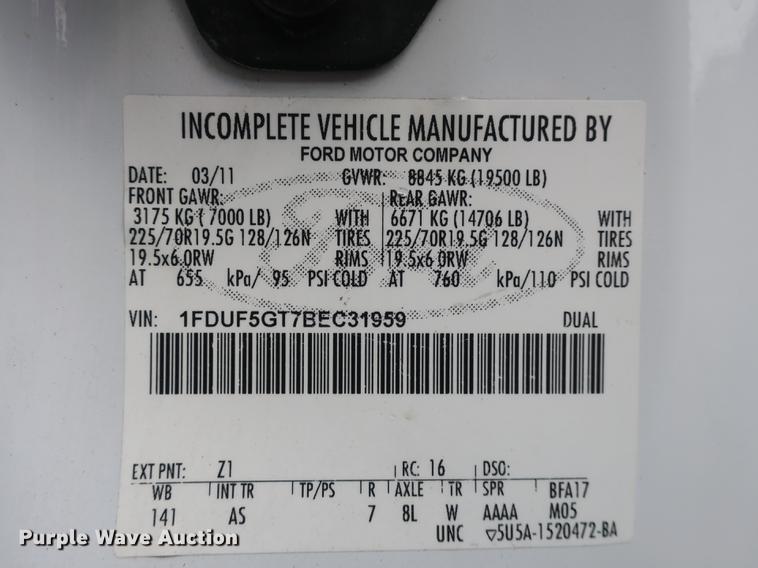 INCOMPLETE VEHICLE MANUFACTURED BY
FORD MOTOR COMPANY
DATE: 03/11 GVWR: 8845 KG (19500 LB)
FRONT GAWR: REAR GAWR:
3175 KG ( 7000 LB) WITH 6671 KG (14706 LB) WITH
225/70R19.5G 128/126N TIRES 225/70R19.5G 128/126N TIRES
19.5x6.0RW RIMS 19.5x6.0RW RIMS
AT 655 kPa/ 95 PSI COLD AT 760 kPa/110 PSI COLD
VIN: 1FDUF5GT7BEC31959 DUAL
EXT PNT: Z1 RC: 16 DSO:
WB INT TR TP/PS R AXLE TR SPR BFA17
141 AS 7 8L W AAAA M05
UNC ▽5U5A-1520472-BA
Purple Wave Auction